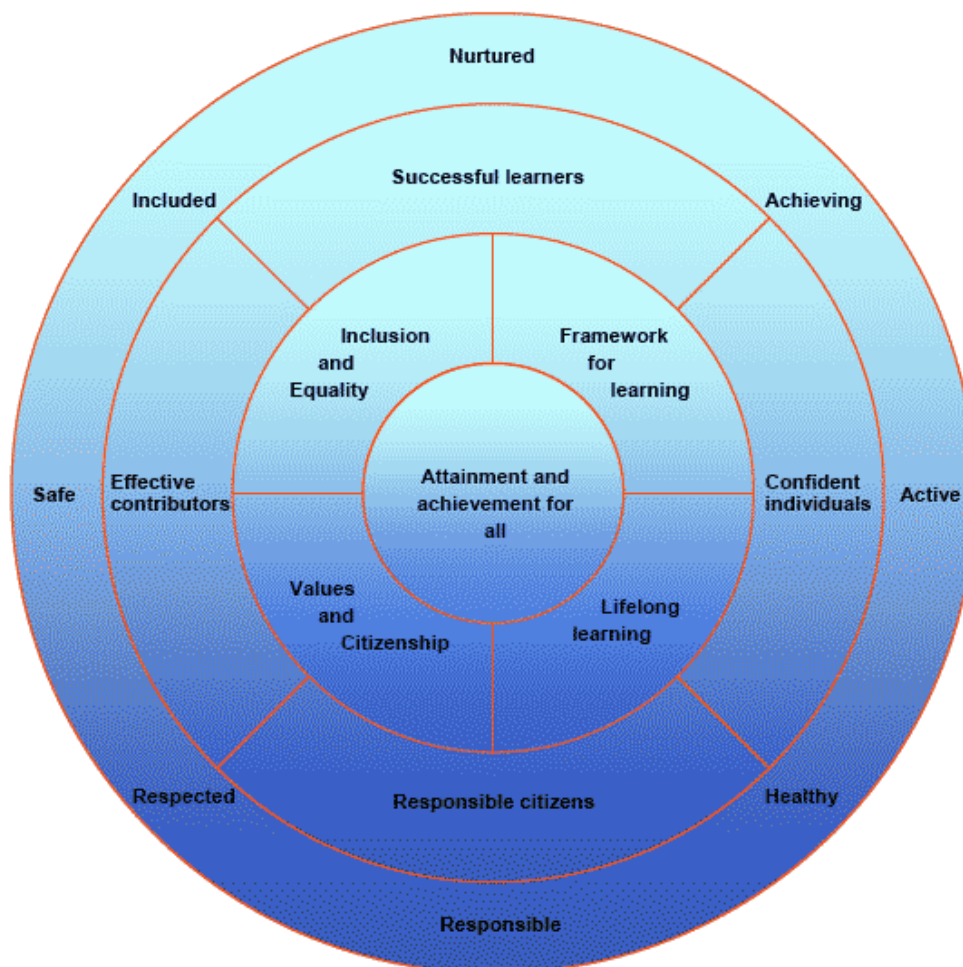 Nurtured
Successful learners
Included
Achieving
Inclusion
and
Equality
Framework
for
learning
Attainment and
achievement for
all
Safe
Effective
contributors
Confident
individuals
Active
Values
and
Citizenship
Lifelong
learning
Respected
Responsible citizens
Healthy
Responsible